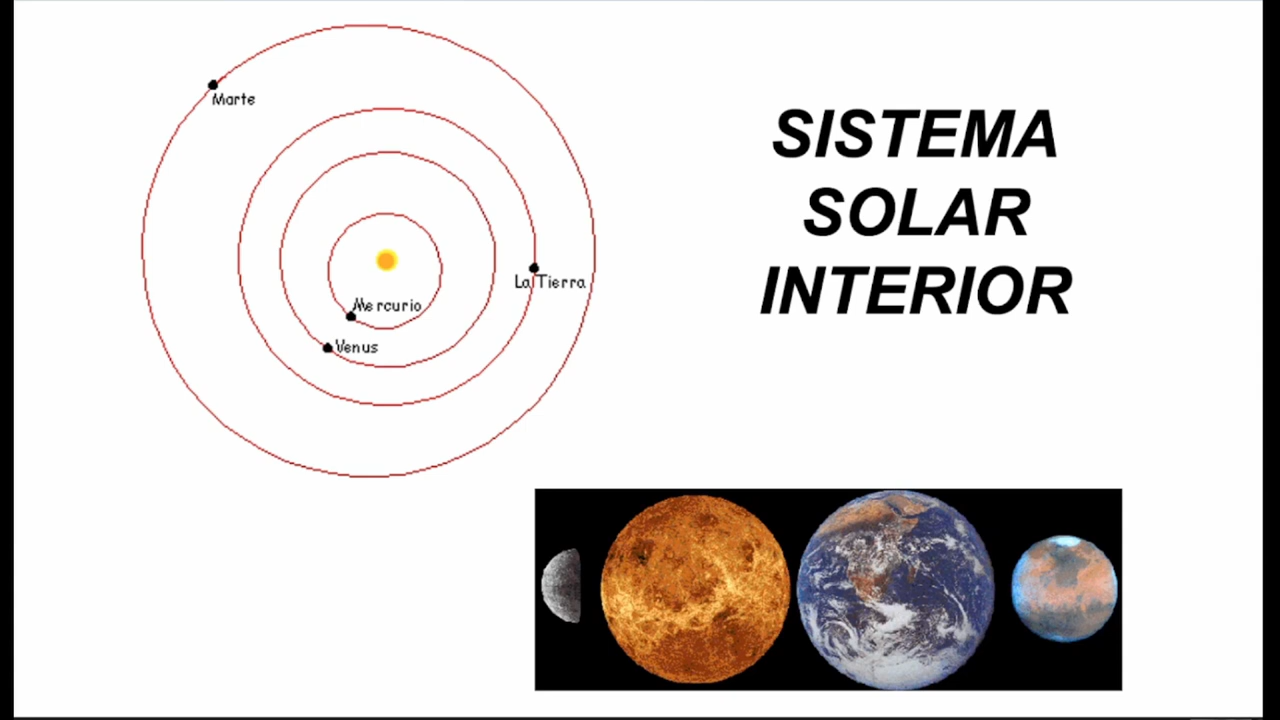 Marte
SISTEMA
SOLAR
INTERIOR
La Tierra
Mercurio
Venus